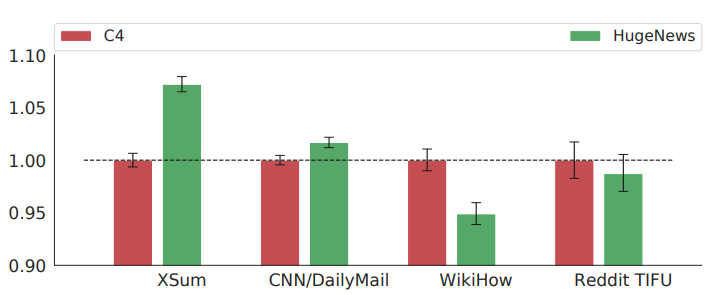 C4 HugeNews
1.10
1.05
1.00
0.95
0.90
XSum CNN/DailyMail WikiHow Reddit TIFU